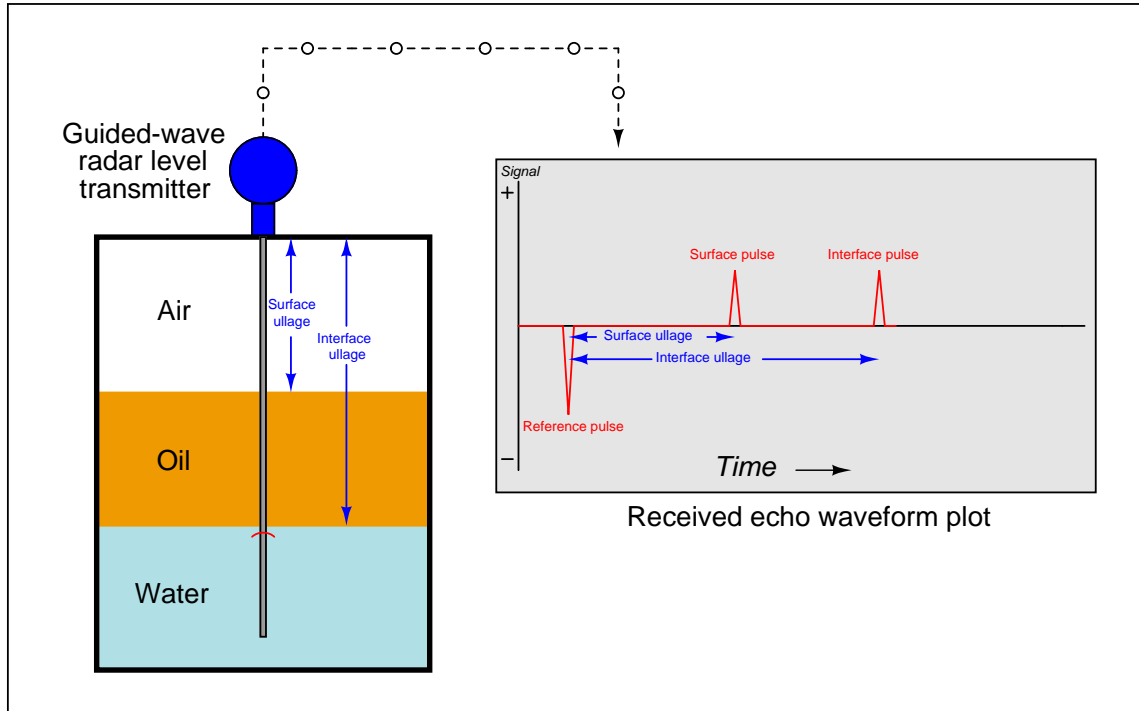 Guided-wave
radar level
transmitter
Air
Surface
ullage
Interface
ullage
Oil
Water
Signal
+
Surface pulse
Interface pulse
Surface ullage
Interface ullage
Reference pulse
−
Time
Received echo waveform plot